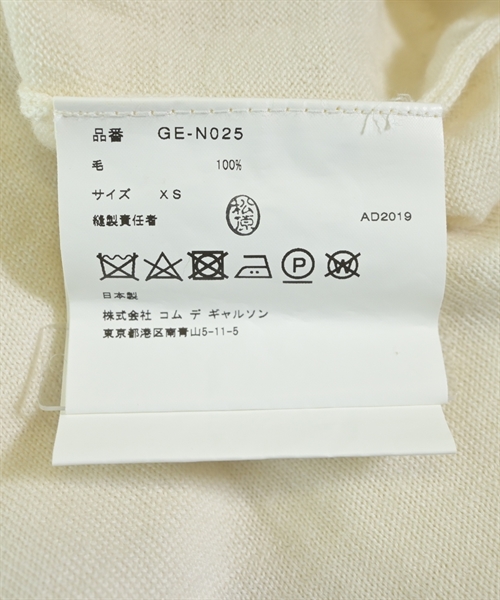 品番 GE-N025
毛 100%
サイズ XS
縫製責任者 松原 AD2019
P W
日本製
株式会社 コム デ ギャルソン
東京都港区南青山5-11-5